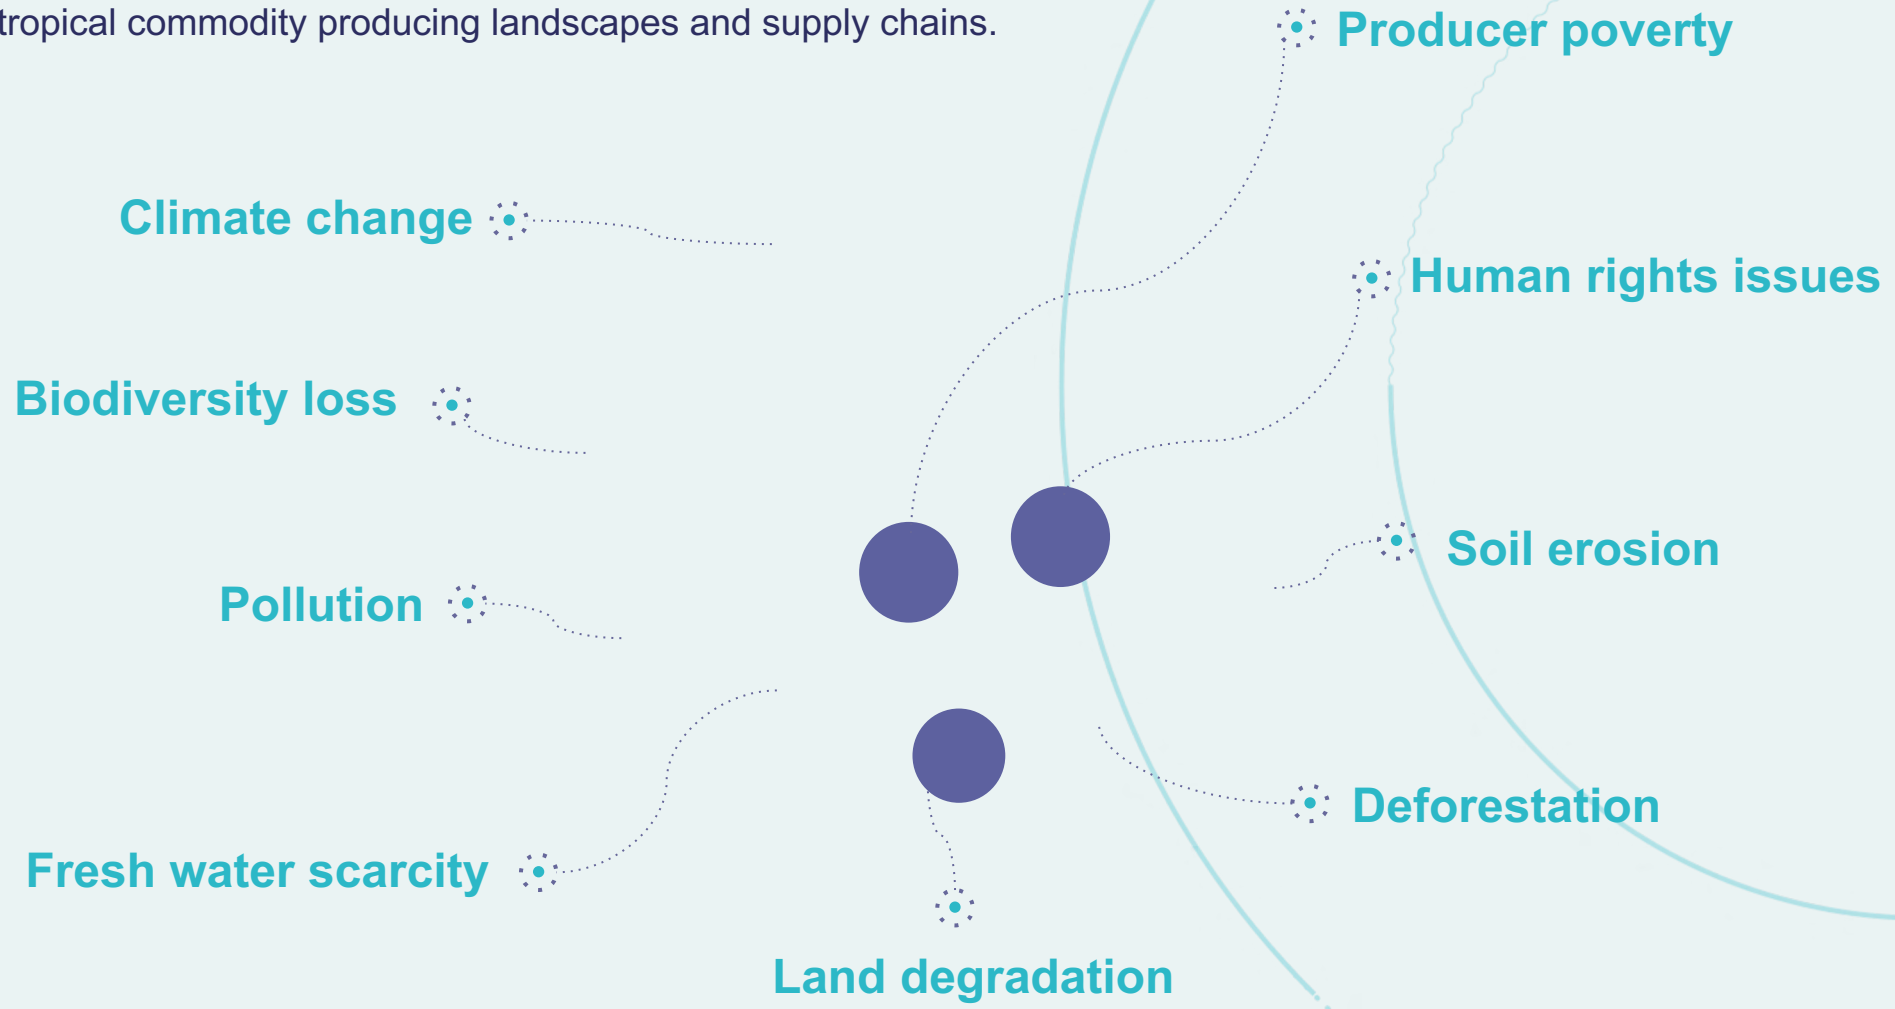 tropical commodity producing landscapes and supply chains.
Producer poverty
Climate change
Human rights issues
Biodiversity loss
Soil erosion
Pollution
Deforestation
Fresh water scarcity
Land degradation